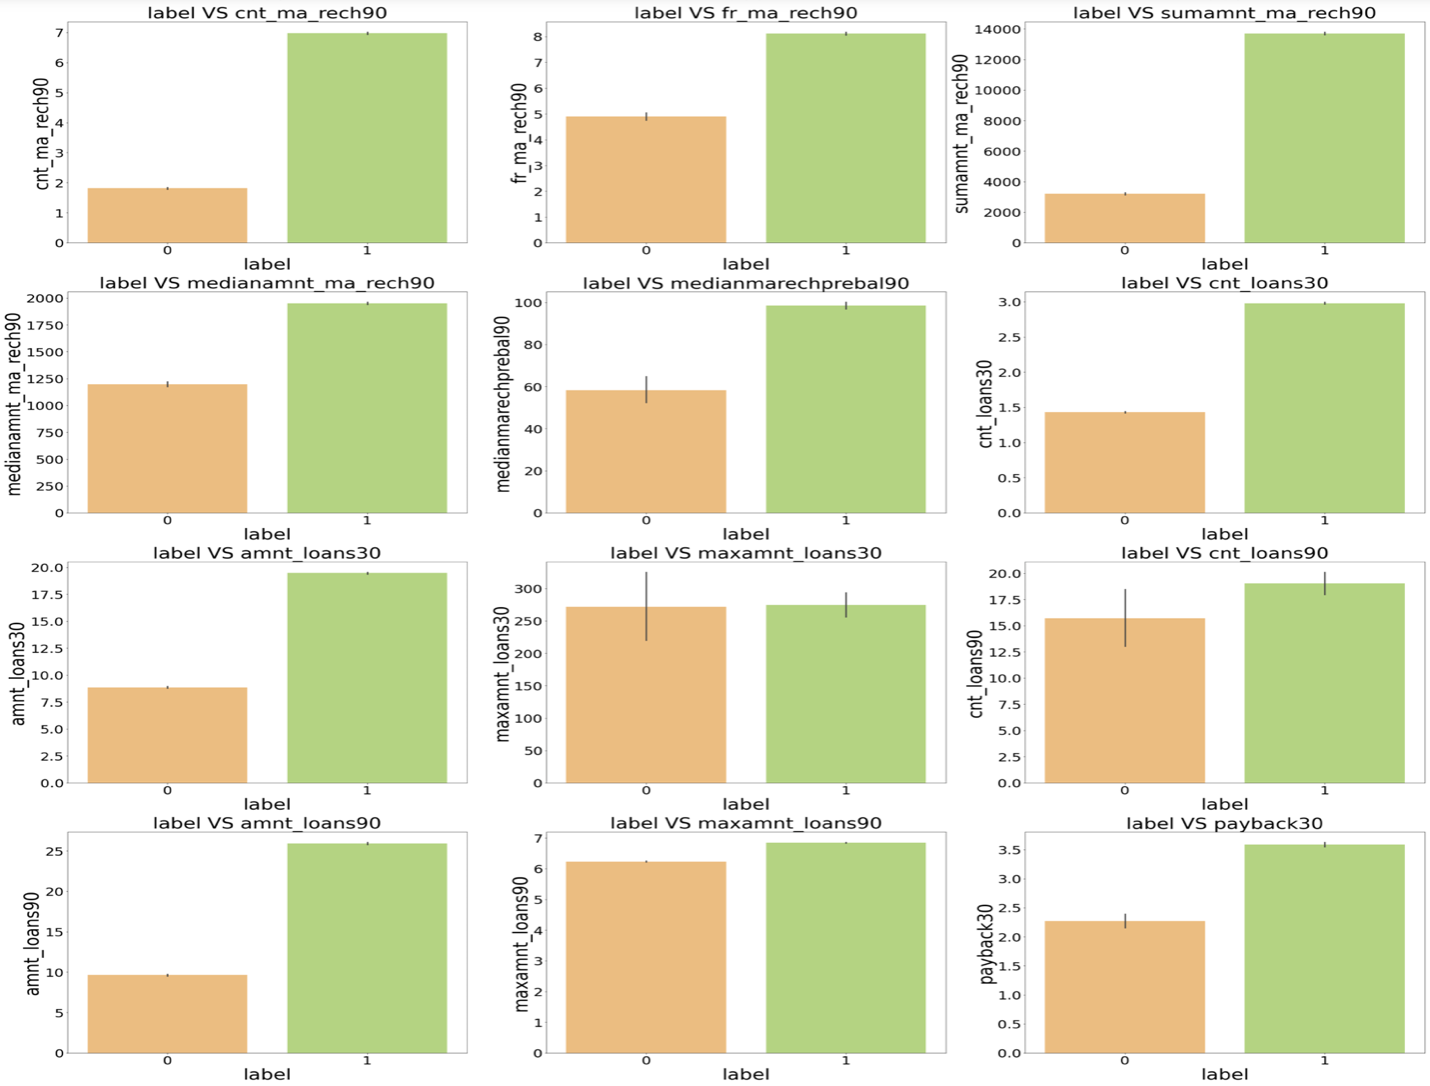 label VS cnt_ma_rech90
cnt_ma_rech90
7
6
5
4
3
2
1
0
0 1
label
label VS fr_ma_rech90
fr_ma_rech90
8
7
6
5
4
3
2
1
0
0 1
label
label VS sumamnt_ma_rech90
sumamnt_ma_rech90
14000
12000
10000
8000
6000
4000
2000
0
0 1
label
label VS medianamnt_ma_rech90
medianamnt_ma_rech90
2000
1750
1500
1250
1000
750
500
250
0
0 1
label
label VS medianmarechprebal90
medianmarechprebal90
100
80
60
40
20
0
0 1
label
label VS cnt_loans30
cnt_loans30
3.0
2.5
2.0
1.5
1.0
0.5
0.0
0 1
label
label VS amnt_loans30
amnt_loans30
20.0
17.5
15.0
12.5
10.0
7.5
5.0
2.5
0.0
0 1
label
label VS maxamnt_loans30
maxamnt_loans30
300
250
200
150
100
50
0
0 1
label
label VS cnt_loans90
cnt_loans90
20.0
17.5
15.0
12.5
10.0
7.5
5.0
2.5
0.0
0 1
label
label VS amnt_loans90
amnt_loans90
25
20
15
10
5
0
0 1
label
label VS maxamnt_loans90
maxamnt_loans90
7
6
5
4
3
2
1
0
0 1
label
label VS payback30
payback30
3.5
3.0
2.5
2.0
1.5
1.0
0.5
0.0
0 1
label